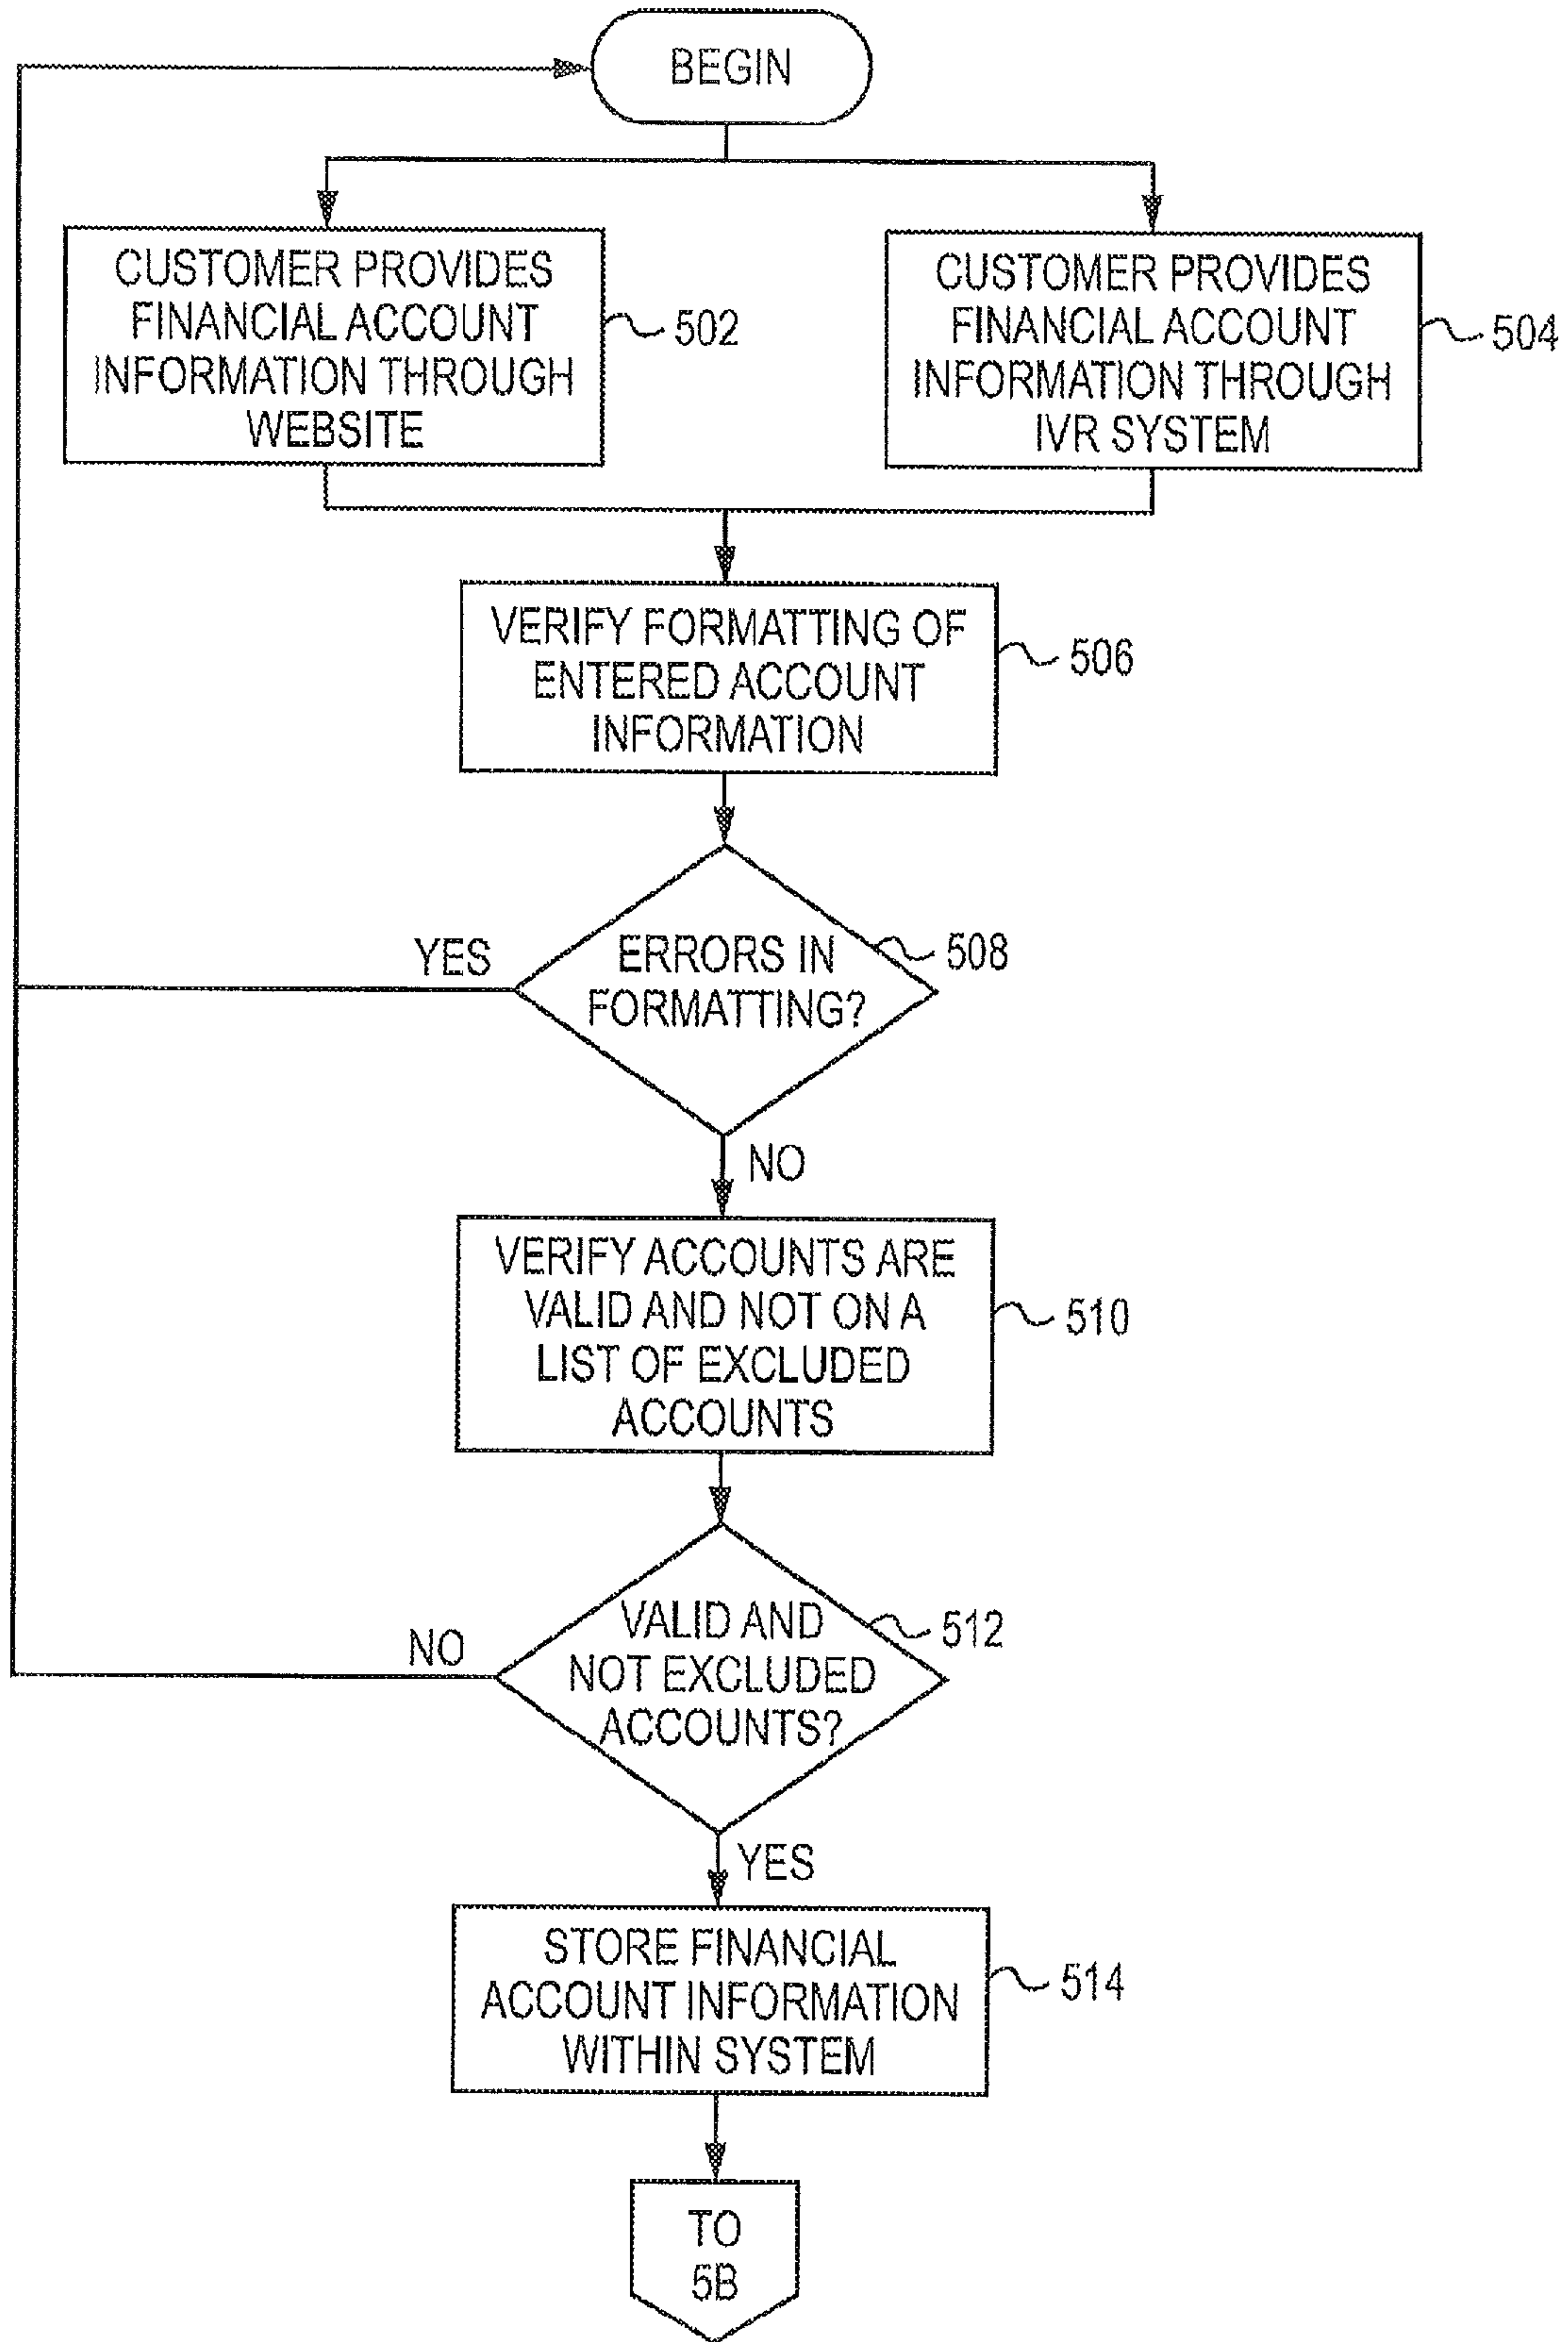 BEGIN
CUSTOMER PROVIDES
FINANCIAL ACCOUNT
INFORMATION THROUGH
WEBSITE
502
CUSTOMER PROVIDES
FINANCIAL ACCOUNT
INFORMATION THROUGH
IVR SYSTEM
504
VERIFY FORMATTING OF
ENTERED ACCOUNT
INFORMATION
506
YES
ERRORS IN
FORMATTING?
508
NO
VERIFY ACCOUNTS ARE
VALID AND NOT ON A
LIST OF EXCLUDED
ACCOUNTS
510
NO
VALID AND
NOT EXCLUDED
ACCOUNTS?
512
YES
STORE FINANCIAL
ACCOUNT INFORMATION
WITHIN SYSTEM
514
TO
5B